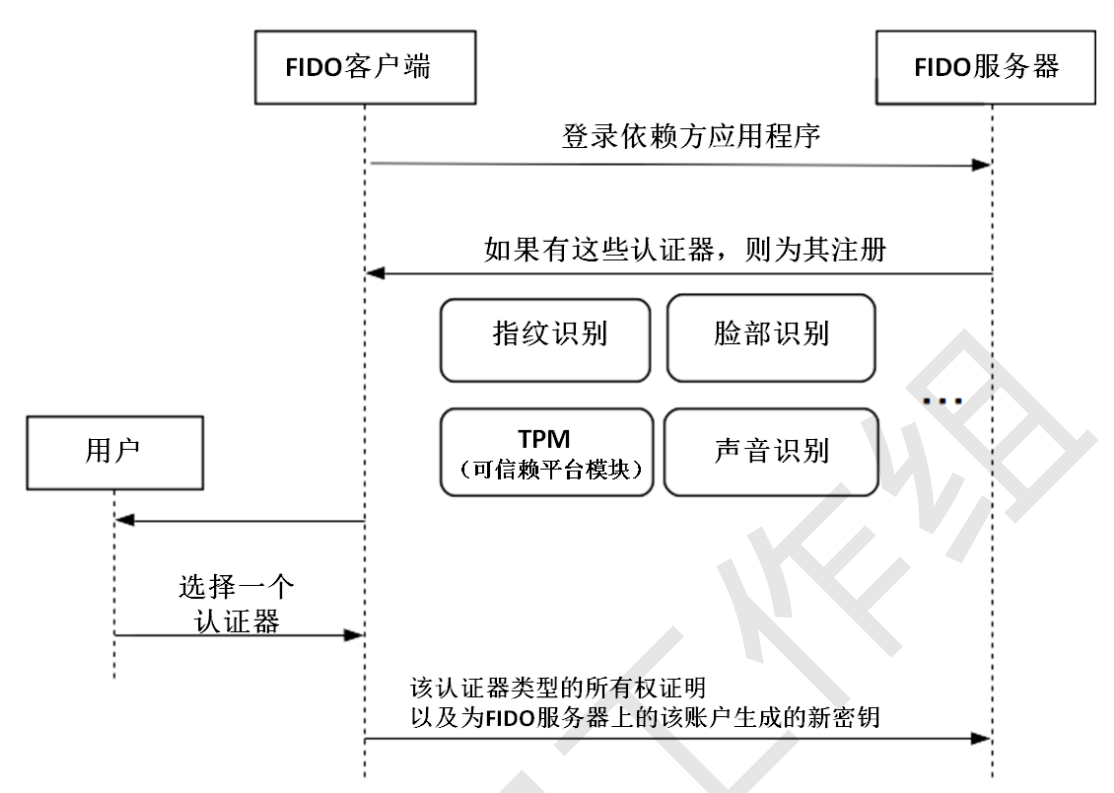 FIDO客户端
FIDO服务器
登录依赖方应用程序
如果有这些认证器，则为其注册
指纹识别
脸部识别
...
用户
TPM
（可信赖平台模块）
声音识别
选择一个
认证器
该认证器类型的所有权证明
以及为FIDO服务器上的该账户生成的新密钥
工作组